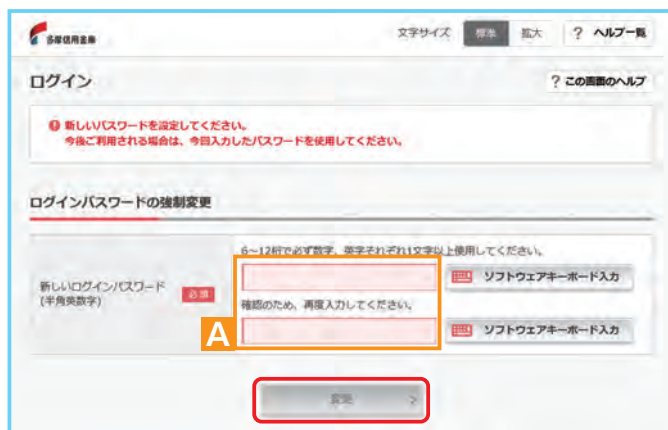 多摩信用金庫
文字サイズ 標準 拡大 ? ヘルプ一覧
ログイン
? この画面のヘルプ
新しいパスワードを設定してください。
今後ご利用される場合は、今回入力したパスワードを使用してください。
ログインパスワードの強制変更
6～12桁で必ず数字、英字それぞれ1文字以上使用してください。
新しいログインパスワード
(半角英数字)
必須
ソフトウェアキーボード入力
確認のため、再度入力してください。
A
ソフトウェアキーボード入力
変更